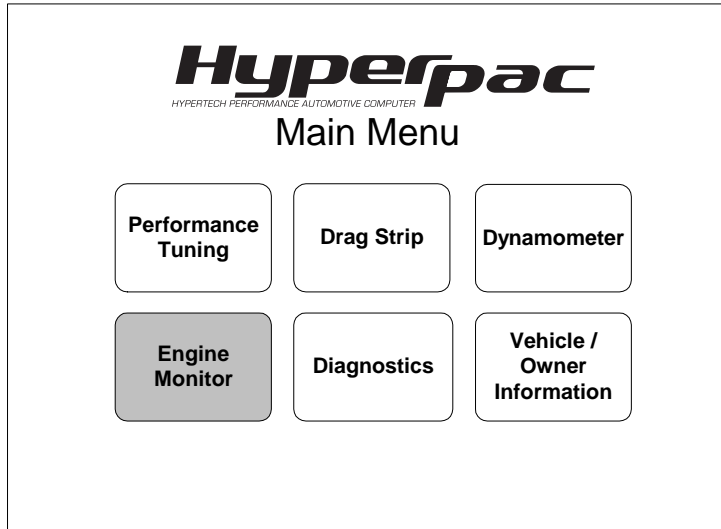 Hyperpac
HYPERTECH PERFORMANCE AUTOMOTIVE COMPUTER
Main Menu
Performance
Tuning
Drag Strip
Dynamometer
Engine
Monitor
Diagnostics
Vehicle /
Owner
Information